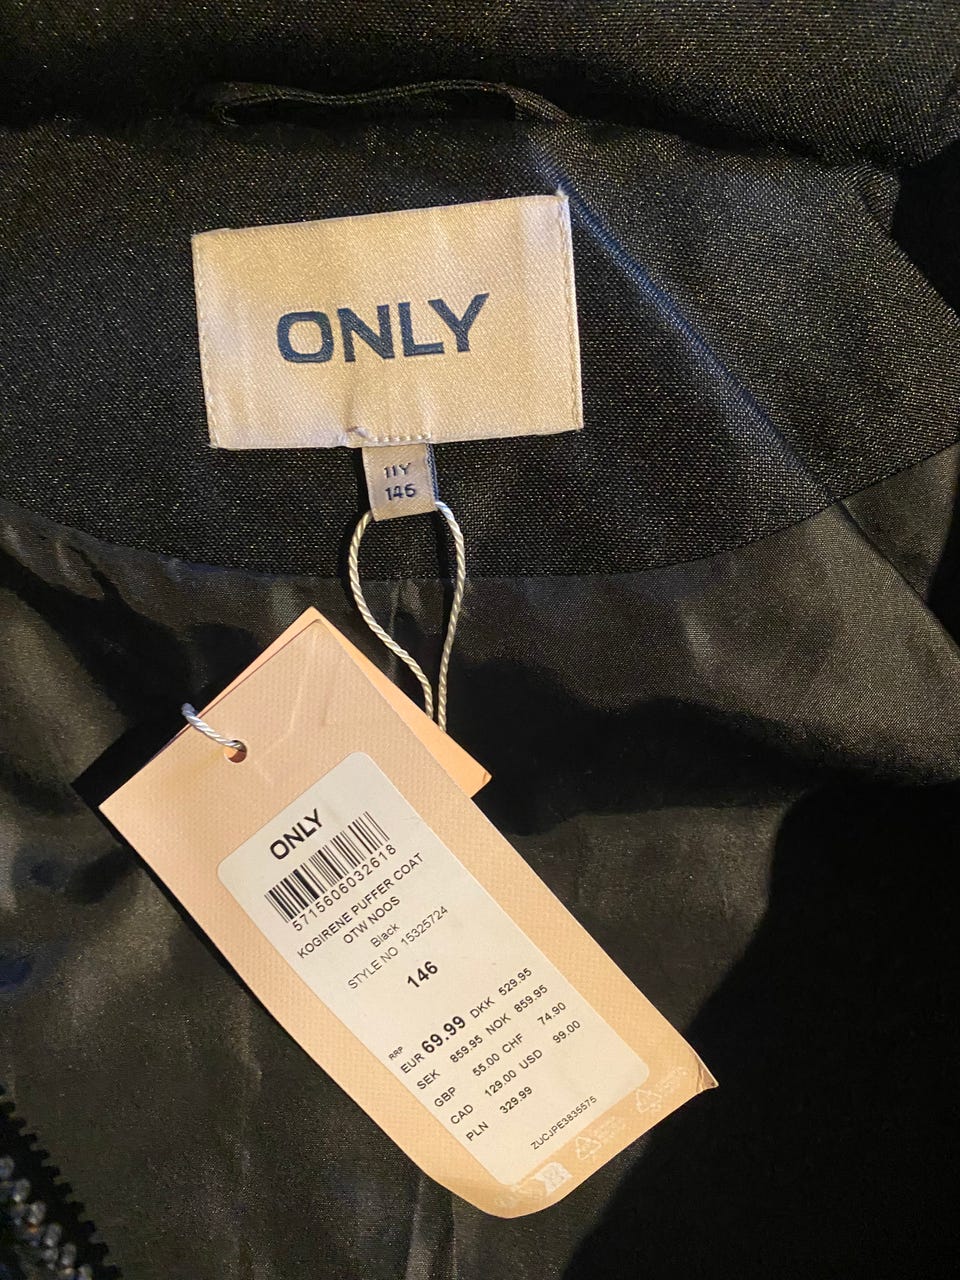 ONLY
11Y
146
ONLY
5715606032618
KOGIRENE PUFFER COAT
OTW NOOS
Black
STYLE NO 15325724
146
RRP
EUR 69.99 DKK 529.95
SEK 859.95 NOK 859.95
GBP 55.00 CHF 74.90
CAD 129.00 USD 99.00
PLN 329.99
ZUCJPE3835575